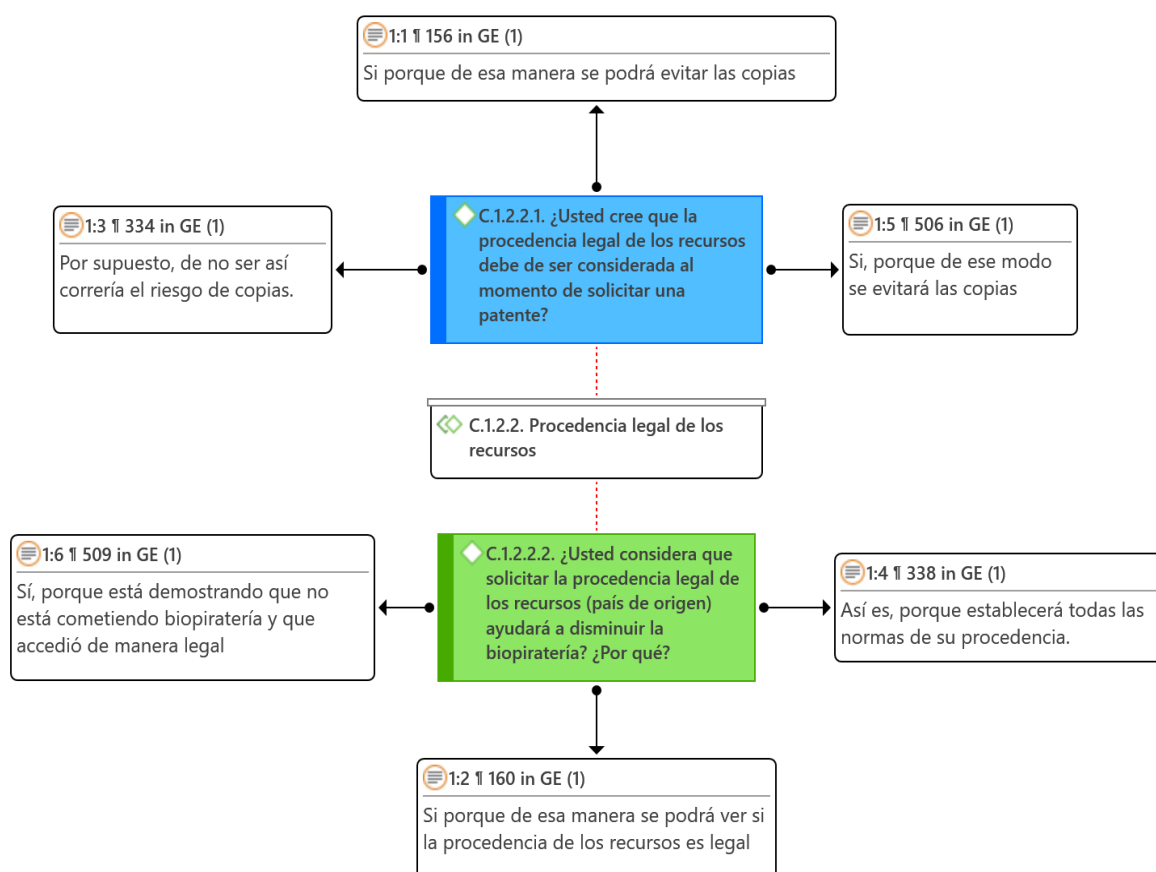 1:1 ¶ 156 in GE (1)
Si porque de esa manera se podrá evitar las copias
1:3 ¶ 334 in GE (1)
Por supuesto, de no ser así
correría el riesgo de copias.
C.1.2.2.1. ¿Usted cree que la
procedencia legal de los recursos
debe de ser considerada al
momento de solicitar una
patente?
1:5 ¶ 506 in GE (1)
Si, porque de ese modo
se evitará las copias
C.1.2.2. Procedencia legal de los
recursos
1:6 ¶ 509 in GE (1)
Sí, porque está demostrando que no
está cometiendo biopiratería y que
accedió de manera legal
C.1.2.2.2. ¿Usted considera que
solicitar la procedencia legal de
los recursos (país de origen)
ayudará a disminuir la
biopiratería? ¿Por qué?
1:4 ¶ 338 in GE (1)
Así es, porque establecerá todas las
normas de su procedencia.
1:2 ¶ 160 in GE (1)
Si porque de esa manera se podrá ver si
la procedencia de los recursos es legal